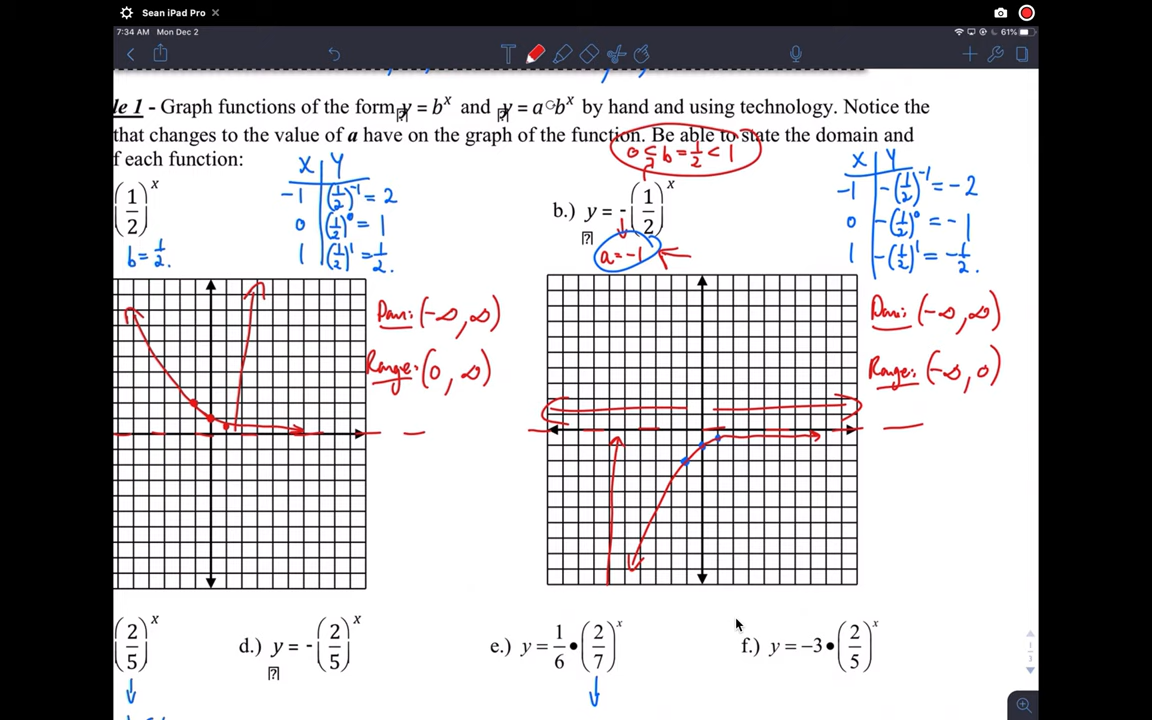 Sean iPad Pro ×
7:34 AM Mon Dec 2
61%
le 1 - Graph functions of the form y = b^x and y = a b^x by hand and using technology. Notice the
that changes to the value of a have on the graph of the function. Be able to state the domain and
f each function:
(1/2)^x
b = 1/2.
X | Y
-1 | (1/2)^-1 = 2
0 | (1/2)^0 = 1
1 | (1/2)^1 = 1/2.
Dom: (-∞, ∞)
Range: (0, ∞)
0 < b = 1/2 < 1
b.) y = - (1/2)^x
a = -1
X | Y
-1 | -(1/2)^-1 = -2
0 | -(1/2)^0 = -1
1 | -(1/2)^1 = -1/2.
Dom: (-∞, ∞)
Range: (-∞, 0)
(2/5)^x
d.) y = - (2/5)^x
e.) y = 1/6 • (2/7)^x
f.) y = −3 • (2/5)^x